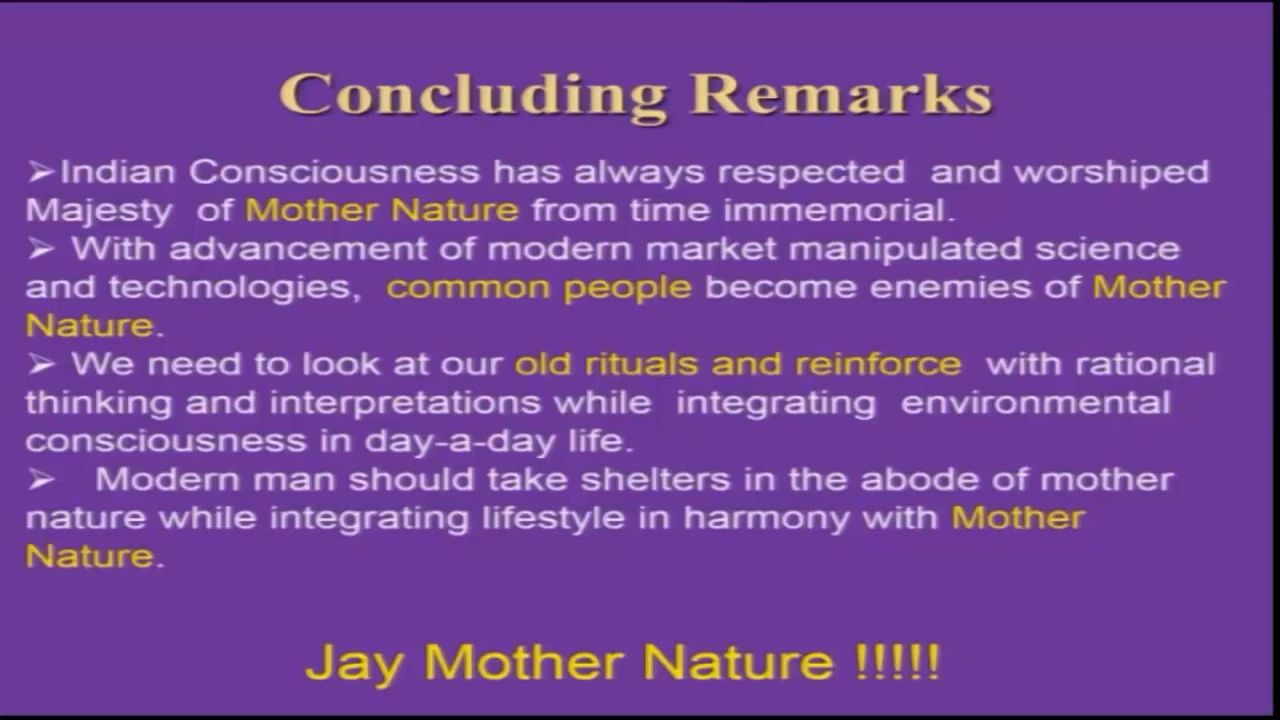 Concluding Remarks
➢Indian Consciousness has always respected and worshiped
Majesty of Mother Nature from time immemorial.
➢ With advancement of modern market manipulated science
and technologies, common people become enemies of Mother
Nature.
➢ We need to look at our old rituals and reinforce with rational
thinking and interpretations while integrating environmental
consciousness in day-a-day life.
➢ Modern man should take shelters in the abode of mother
nature while integrating lifestyle in harmony with Mother
Nature.
Jay Mother Nature !!!!!